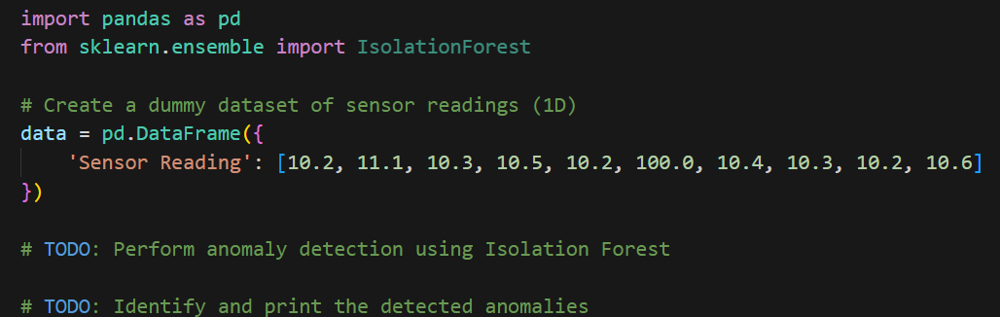 import pandas as pd
from sklearn.ensemble import IsolationForest
# Create a dummy dataset of sensor readings (1D)
data = pd.DataFrame({
    'Sensor Reading': [10.2, 11.1, 10.3, 10.5, 10.2, 100.0, 10.4, 10.3, 10.2, 10.6]
})
# TODO: Perform anomaly detection using Isolation Forest
# TODO: Identify and print the detected anomalies